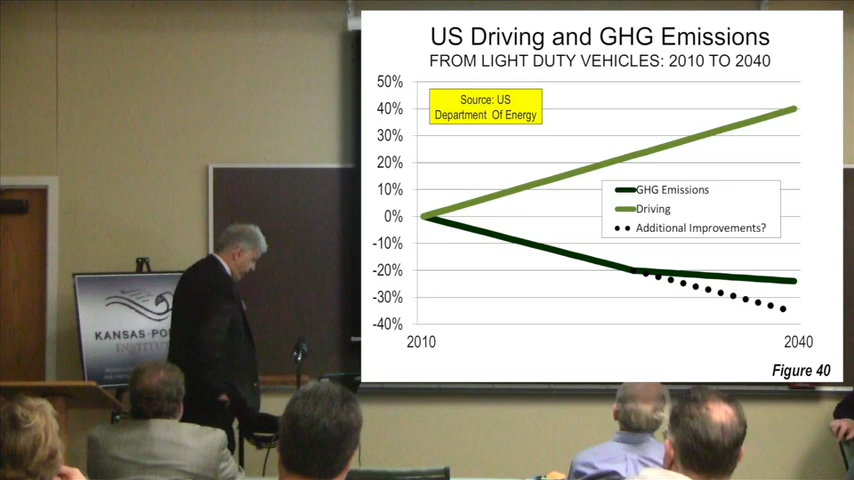 US Driving and GHG Emissions
FROM LIGHT DUTY VEHICLES: 2010 TO 2040
50%
40%
30%
20%
10%
0%
-10%
-20%
-30%
-40%
Source: US
Department Of Energy
GHG Emissions
Driving
Additional Improvements?
2010
2040
Figure 40
KANSAS